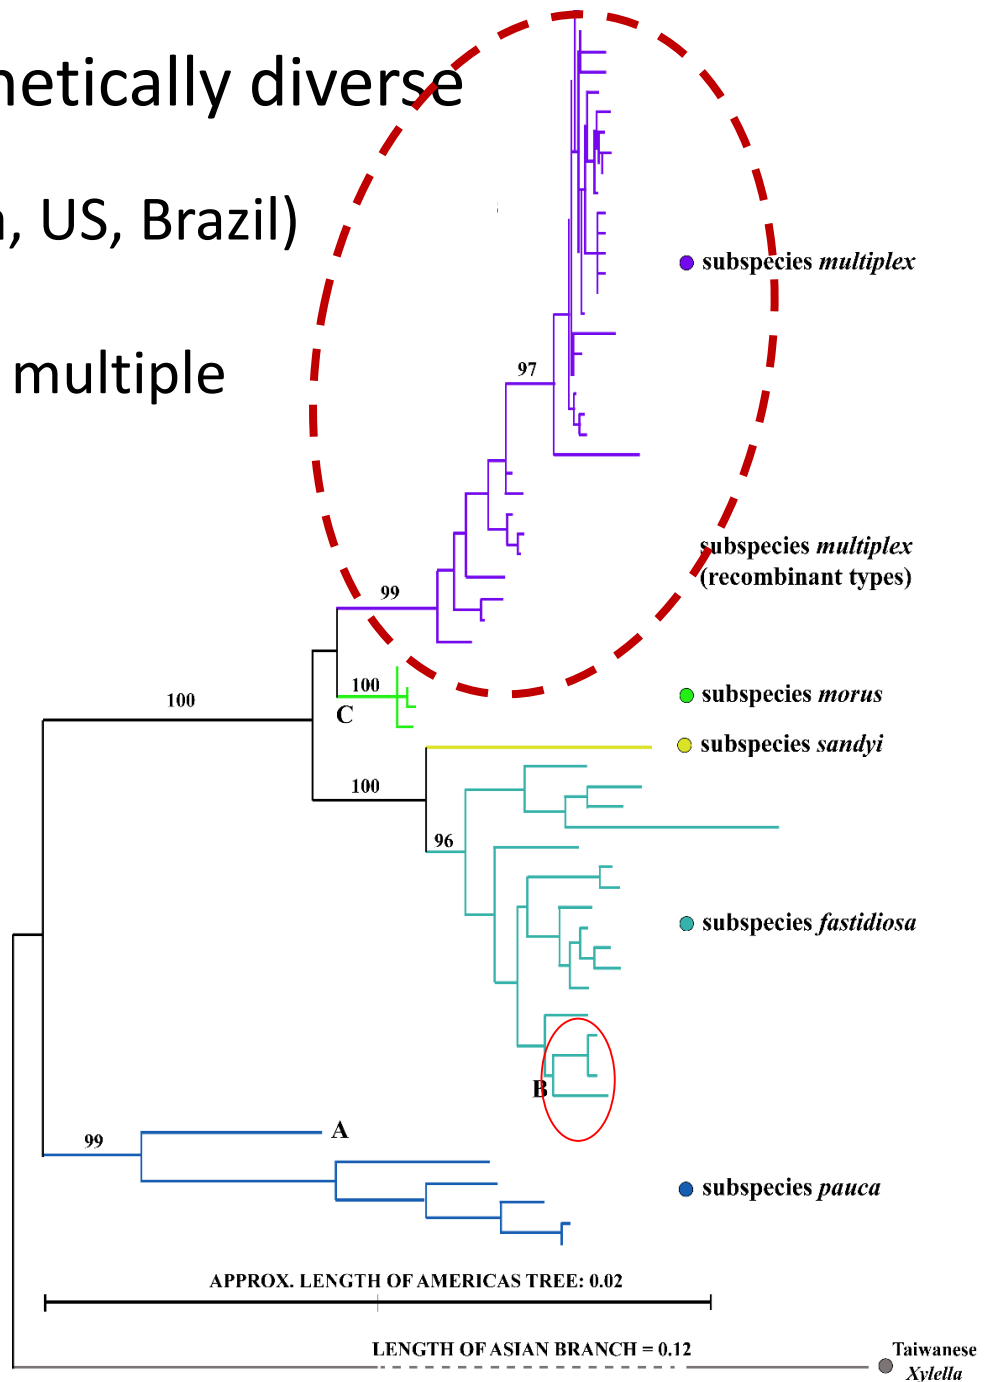 netically diverse
, US, Brazil)
multiple
subspecies multiplex
97
subspecies multiplex
(recombinant types)
99
100
subspecies morus
100
C
subspecies sandyi
100
96
subspecies fastidiosa
B
A
99
subspecies pauca
APPROX. LENGTH OF AMERICAS TREE: 0.02
LENGTH OF ASIAN BRANCH = 0.12
Taiwanese
Xylella